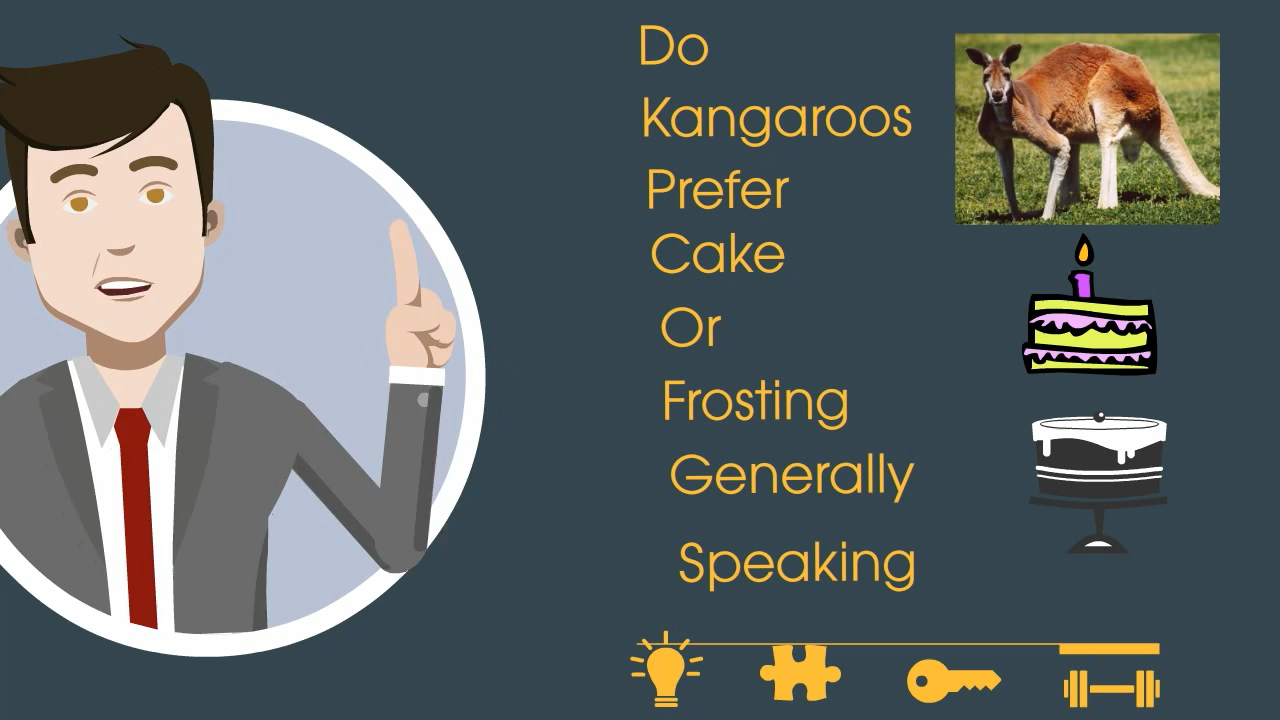 Do
Kangaroos
Prefer
Cake
Or
Frosting
Generally
Speaking